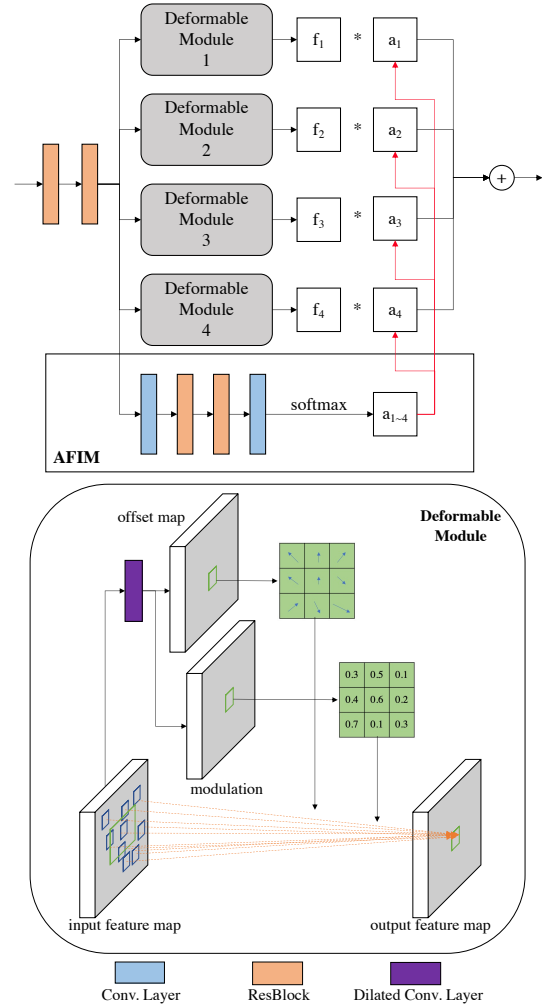 Deformable
Module
1
f1 * a1
Deformable
Module
2
f2 * a2
Deformable
Module
3
f3 * a3
Deformable
Module
4
f4 * a4
+
softmax
a1~4
AFIM
offset map
Deformable
Module
0.3 0.5 0.1
0.4 0.6 0.2
0.7 0.1 0.3
modulation
input feature map
output feature map
Conv. Layer
ResBlock
Dilated Conv. Layer